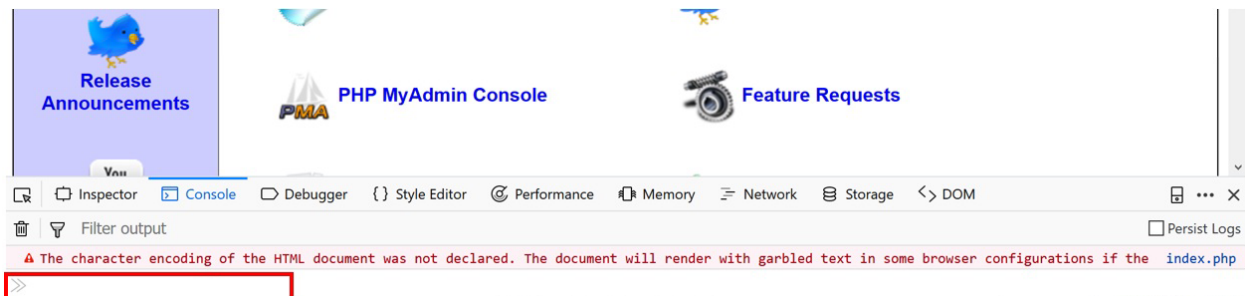 Release
Announcements
PMA
PHP MyAdmin Console
Feature Requests
You
Inspector Console Debugger { } Style Editor Performance Memory Network Storage < > DOM
Filter output Persist Logs
The character encoding of the HTML document was not declared. The document will render with garbled text in some browser configurations if the index.php